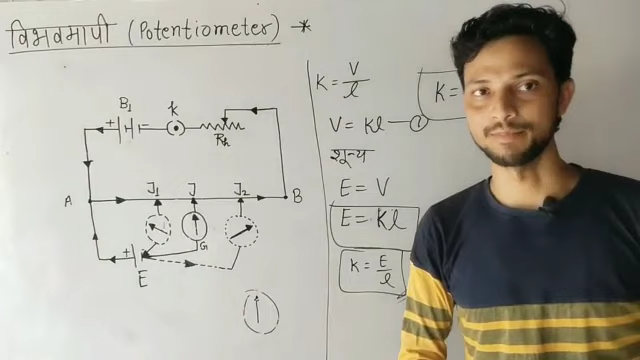 विभवमापी (Potentiometer) -*
B₁
+
K
Rh
A
J₁ J J₂
B
G
+
E
K = V/l
V = Kl — ①
शून्य
E = V
E = Kl
K = E/l
K =